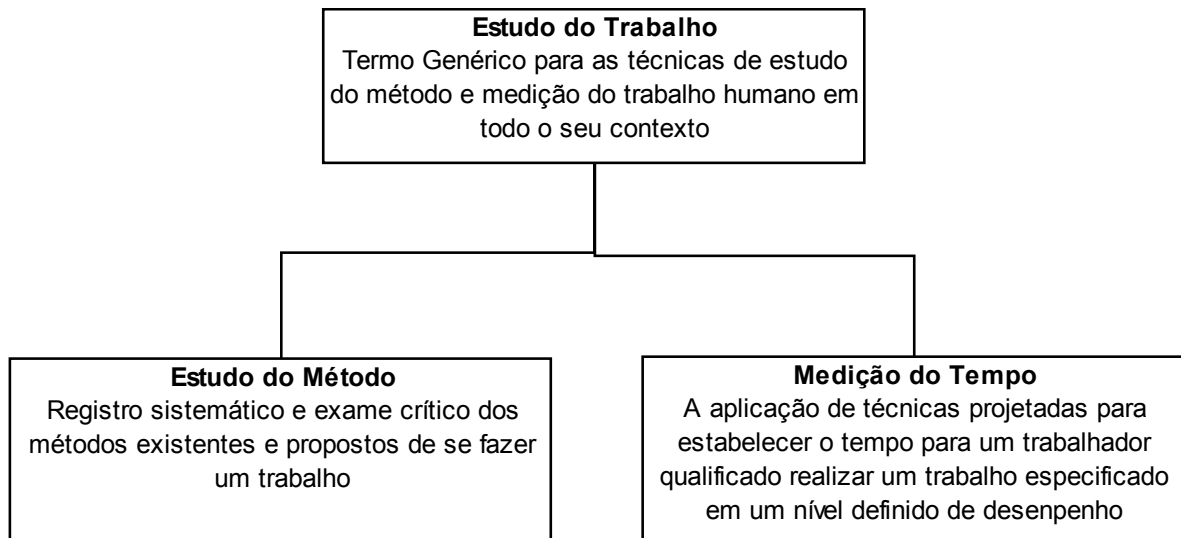 Estudo do Trabalho
Termo Genérico para as técnicas de estudo
do método e medição do trabalho humano em
todo o seu contexto
Estudo do Método
Registro sistemático e exame crítico dos
métodos existentes e propostos de se fazer
um trabalho
Medição do Tempo
A aplicação de técnicas projetadas para
estabelecer o tempo para um trabalhador
qualificado realizar um trabalho especificado
em um nível definido de desenpenho